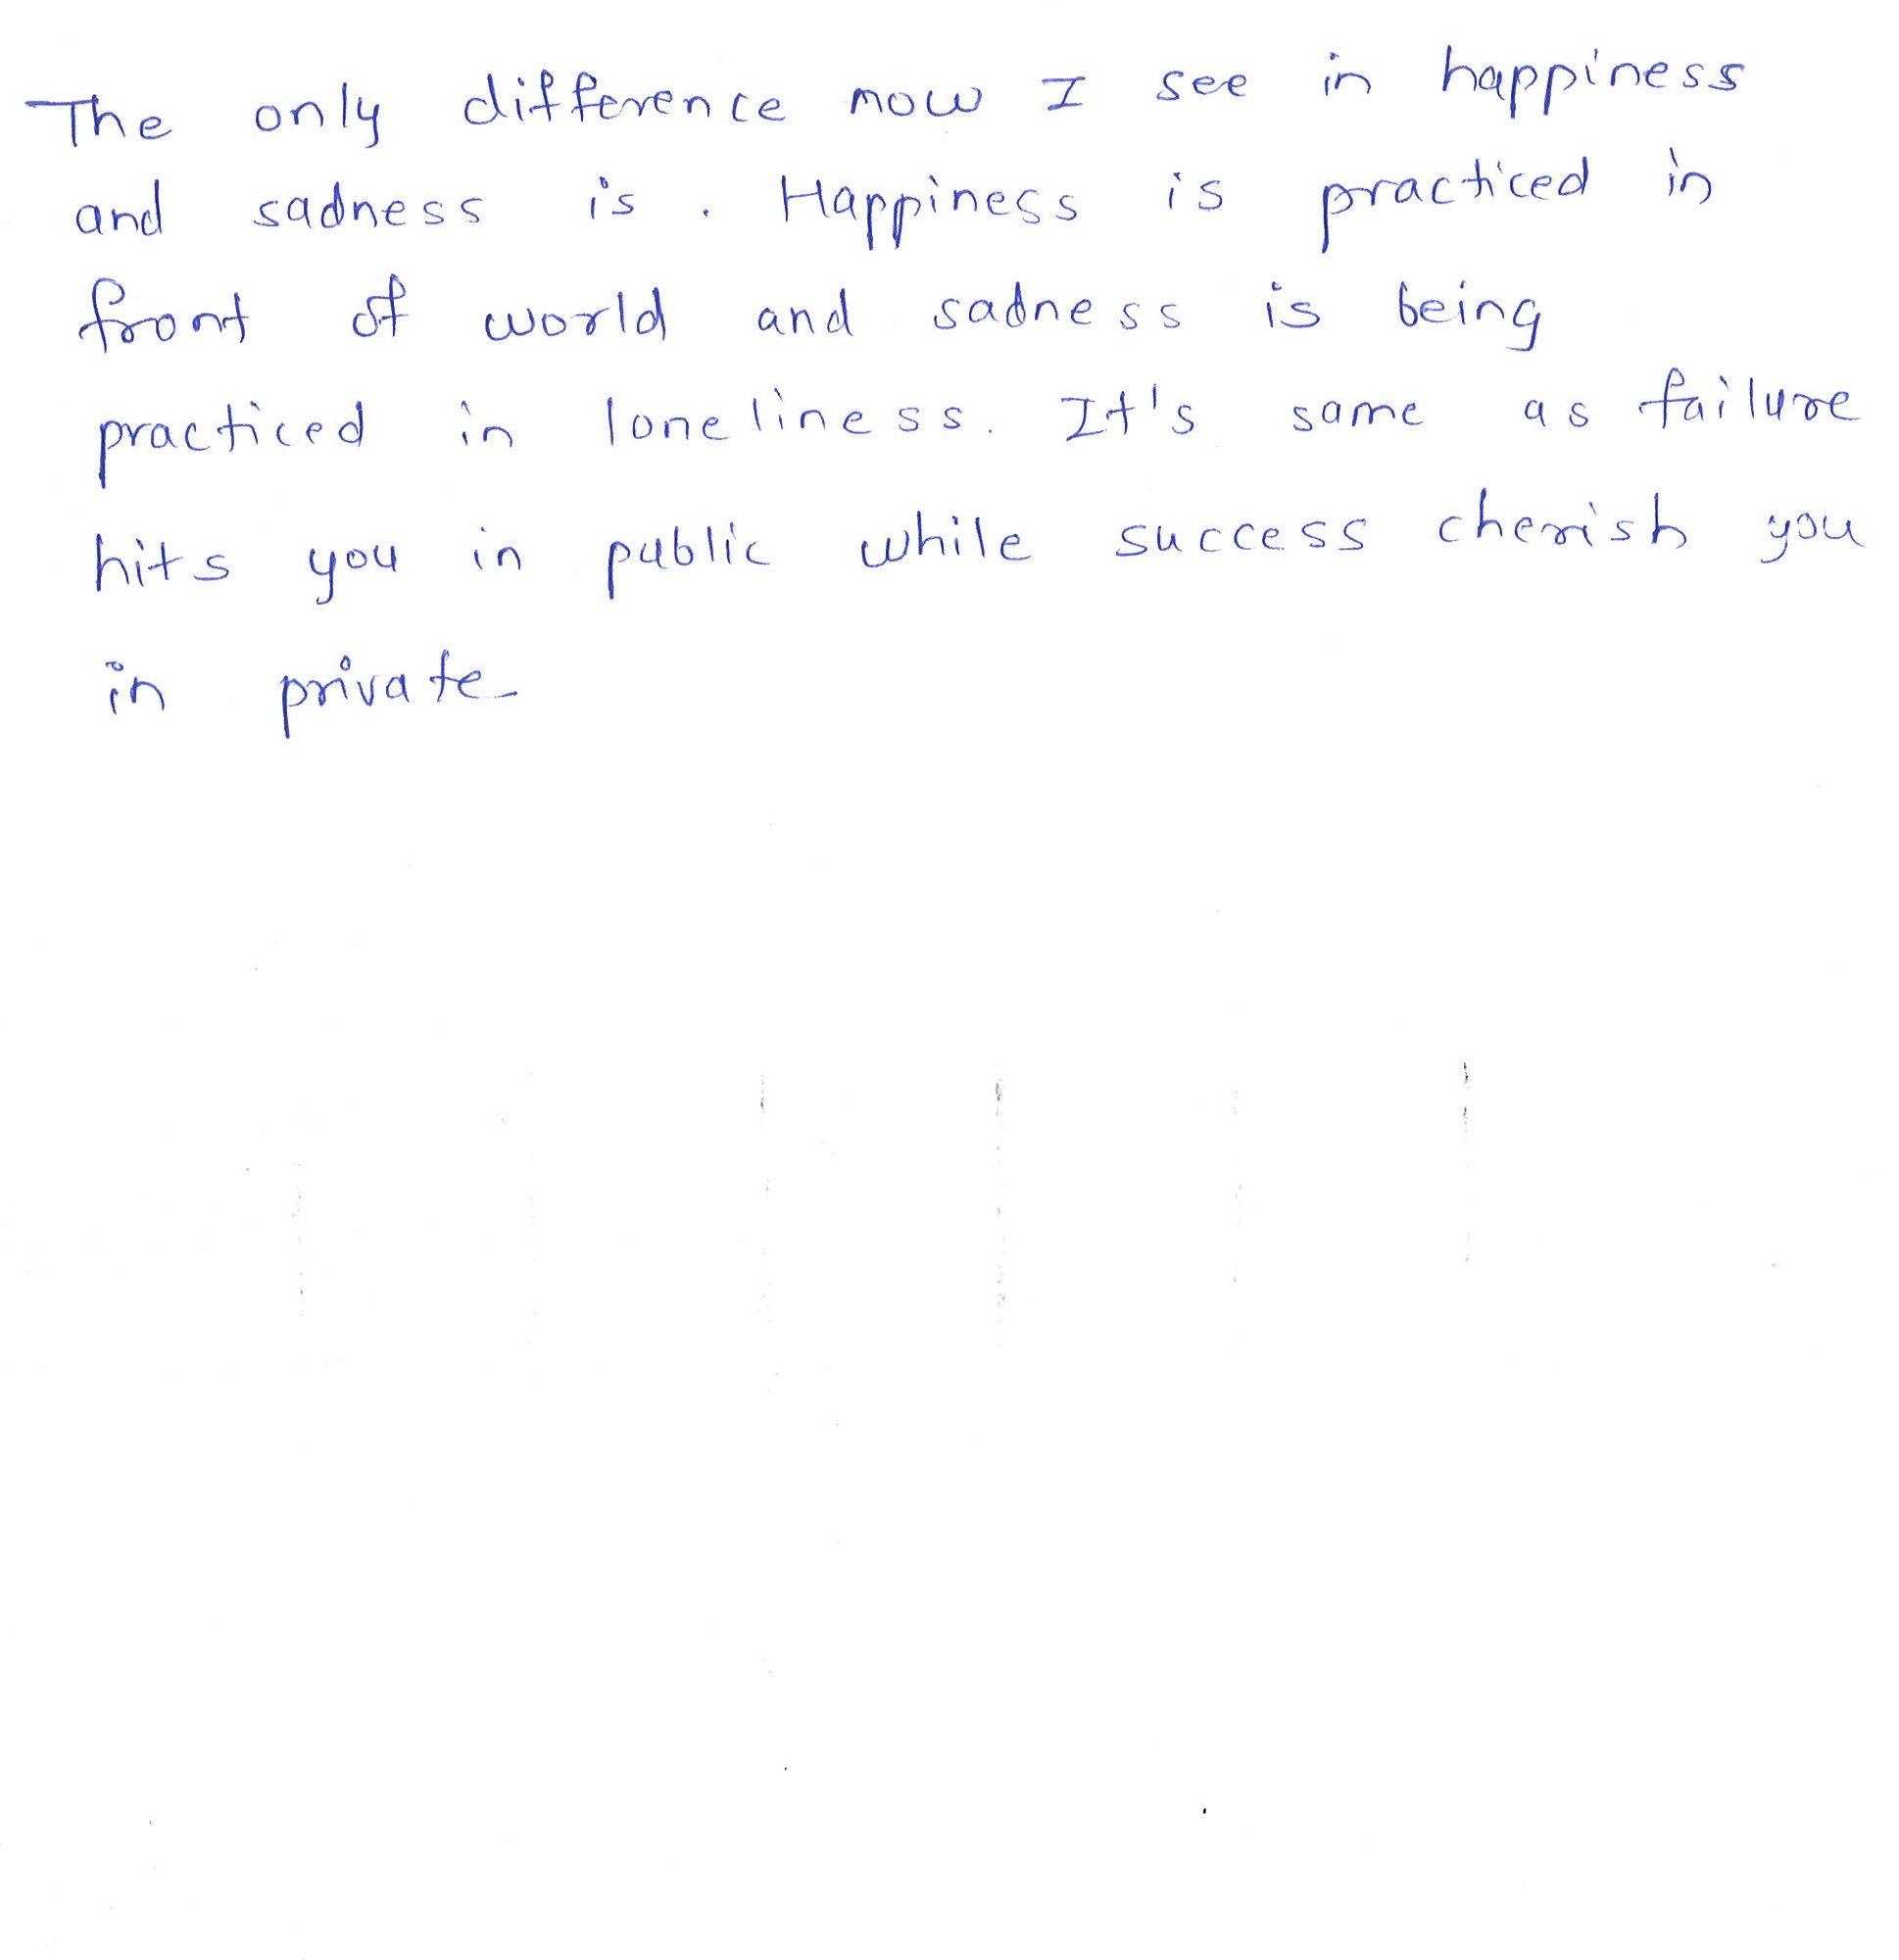 The only difference now I see in happiness
and sadness is . Happiness is practiced in
front of world and sadness is being
practiced in loneliness. It's same as failure
hits you in public while success cherish you
in private